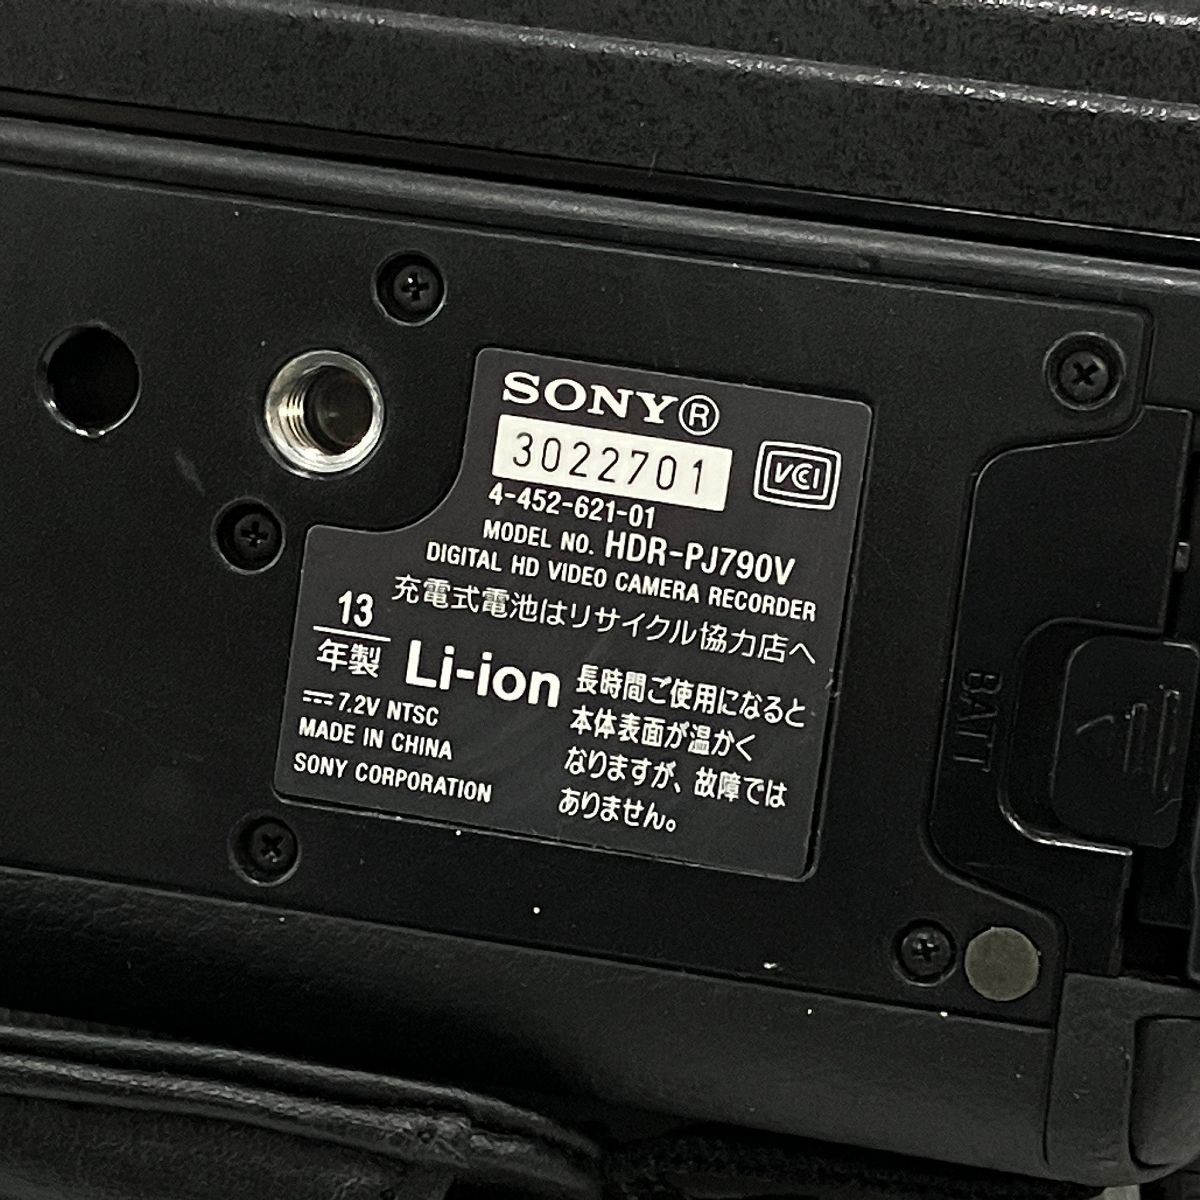 SONY®
3022701
VCCI
4-452-621-01
MODEL NO. HDR-PJ790V
DIGITAL HD VIDEO CAMERA RECORDER
充電式電池はリサイクル協力店へ
13
年製
Li-ion
⎓7.2V NTSC
MADE IN CHINA
SONY CORPORATION
長時間ご使用になると
本体表面が温かく
なりますが、故障では
ありません。
BATT